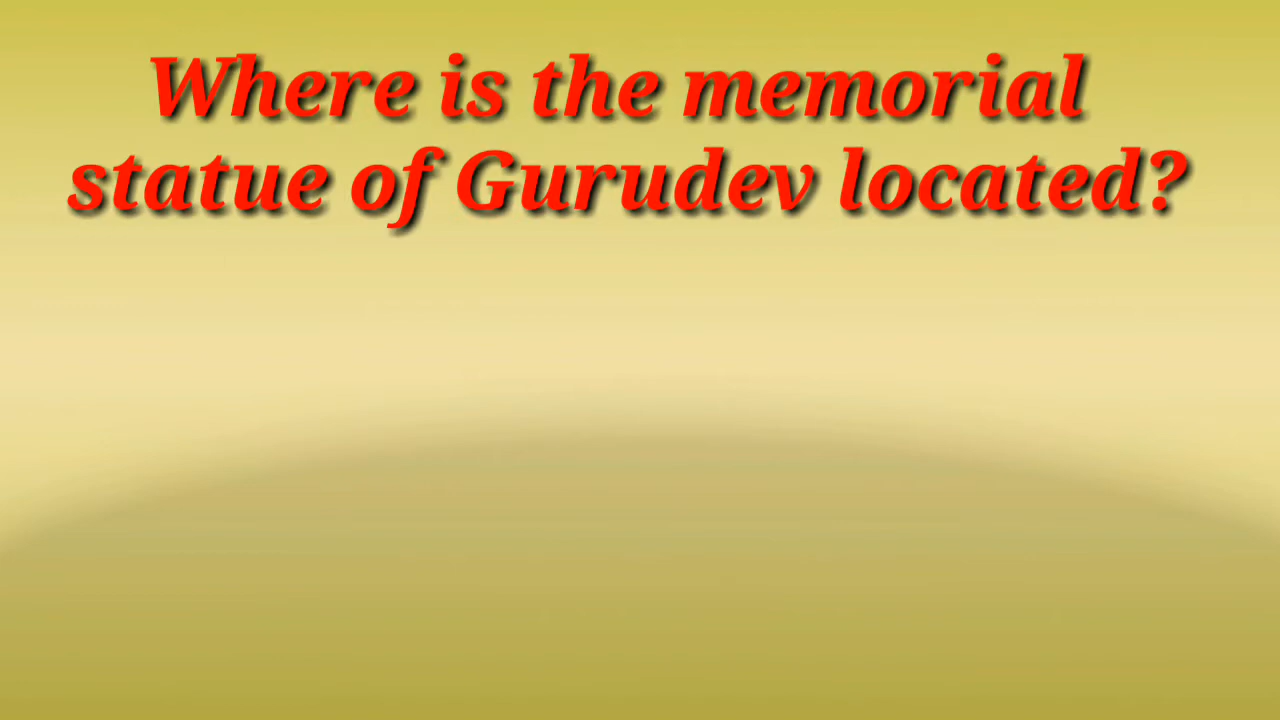 Where is the memorial
statue of Gurudev located?